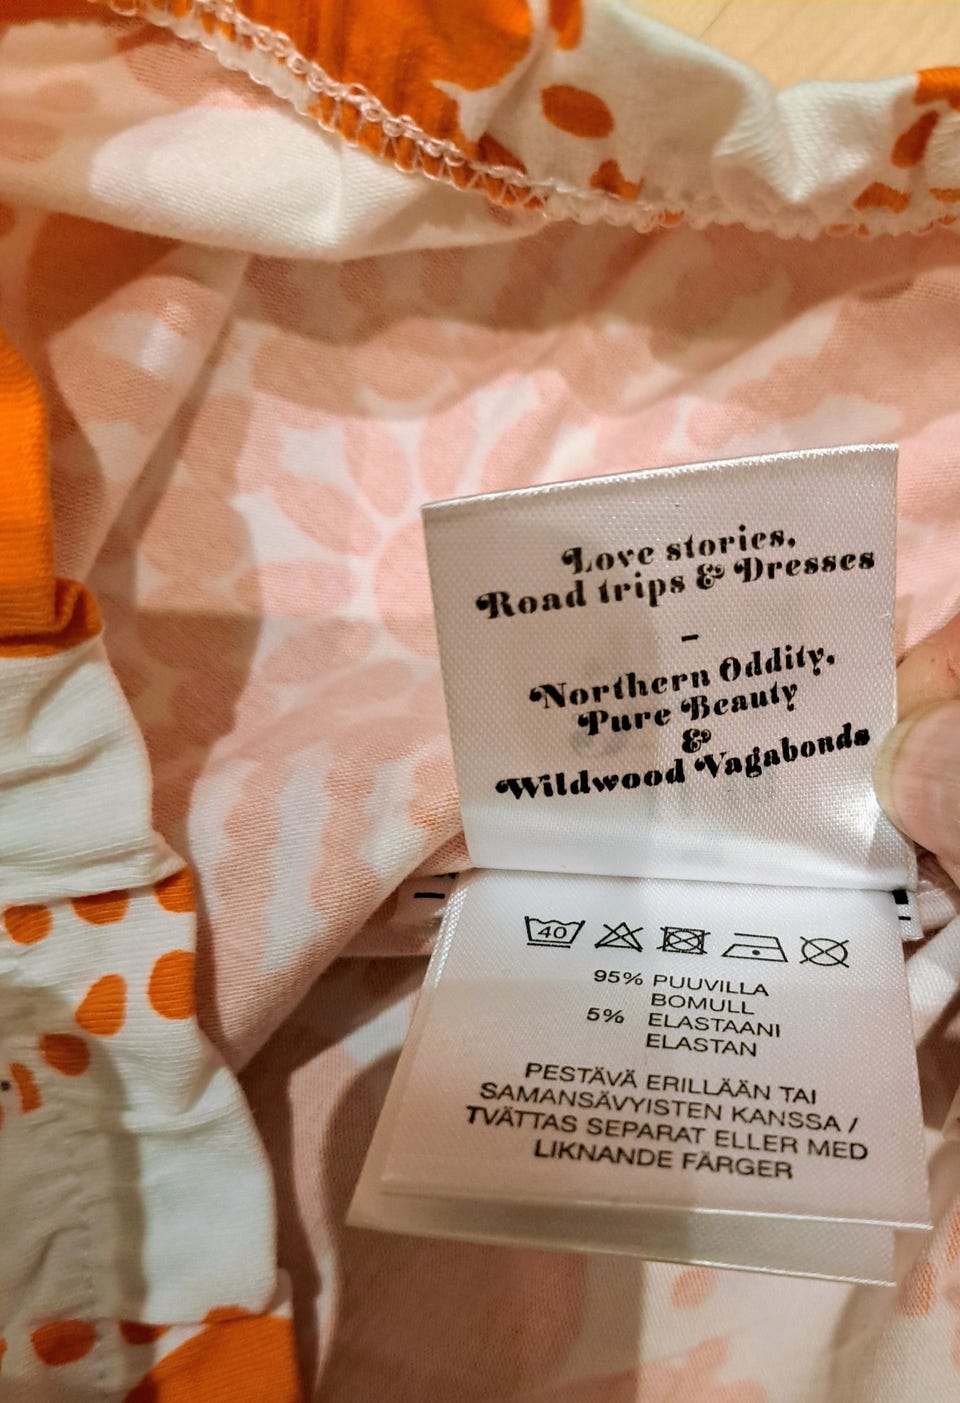 Love stories,
Road trips & Dresses
–
Northern Oddity,
Pure Beauty
&
Wildwood Vagabonds
40
95% PUUVILLA
BOMULL
5% ELASTAANI
ELASTAN
PESTÄVÄ ERILLÄÄN TAI
SAMANSÄVYISTEN KANSSA /
TVÄTTAS SEPARAT ELLER MED
LIKNANDE FÄRGER